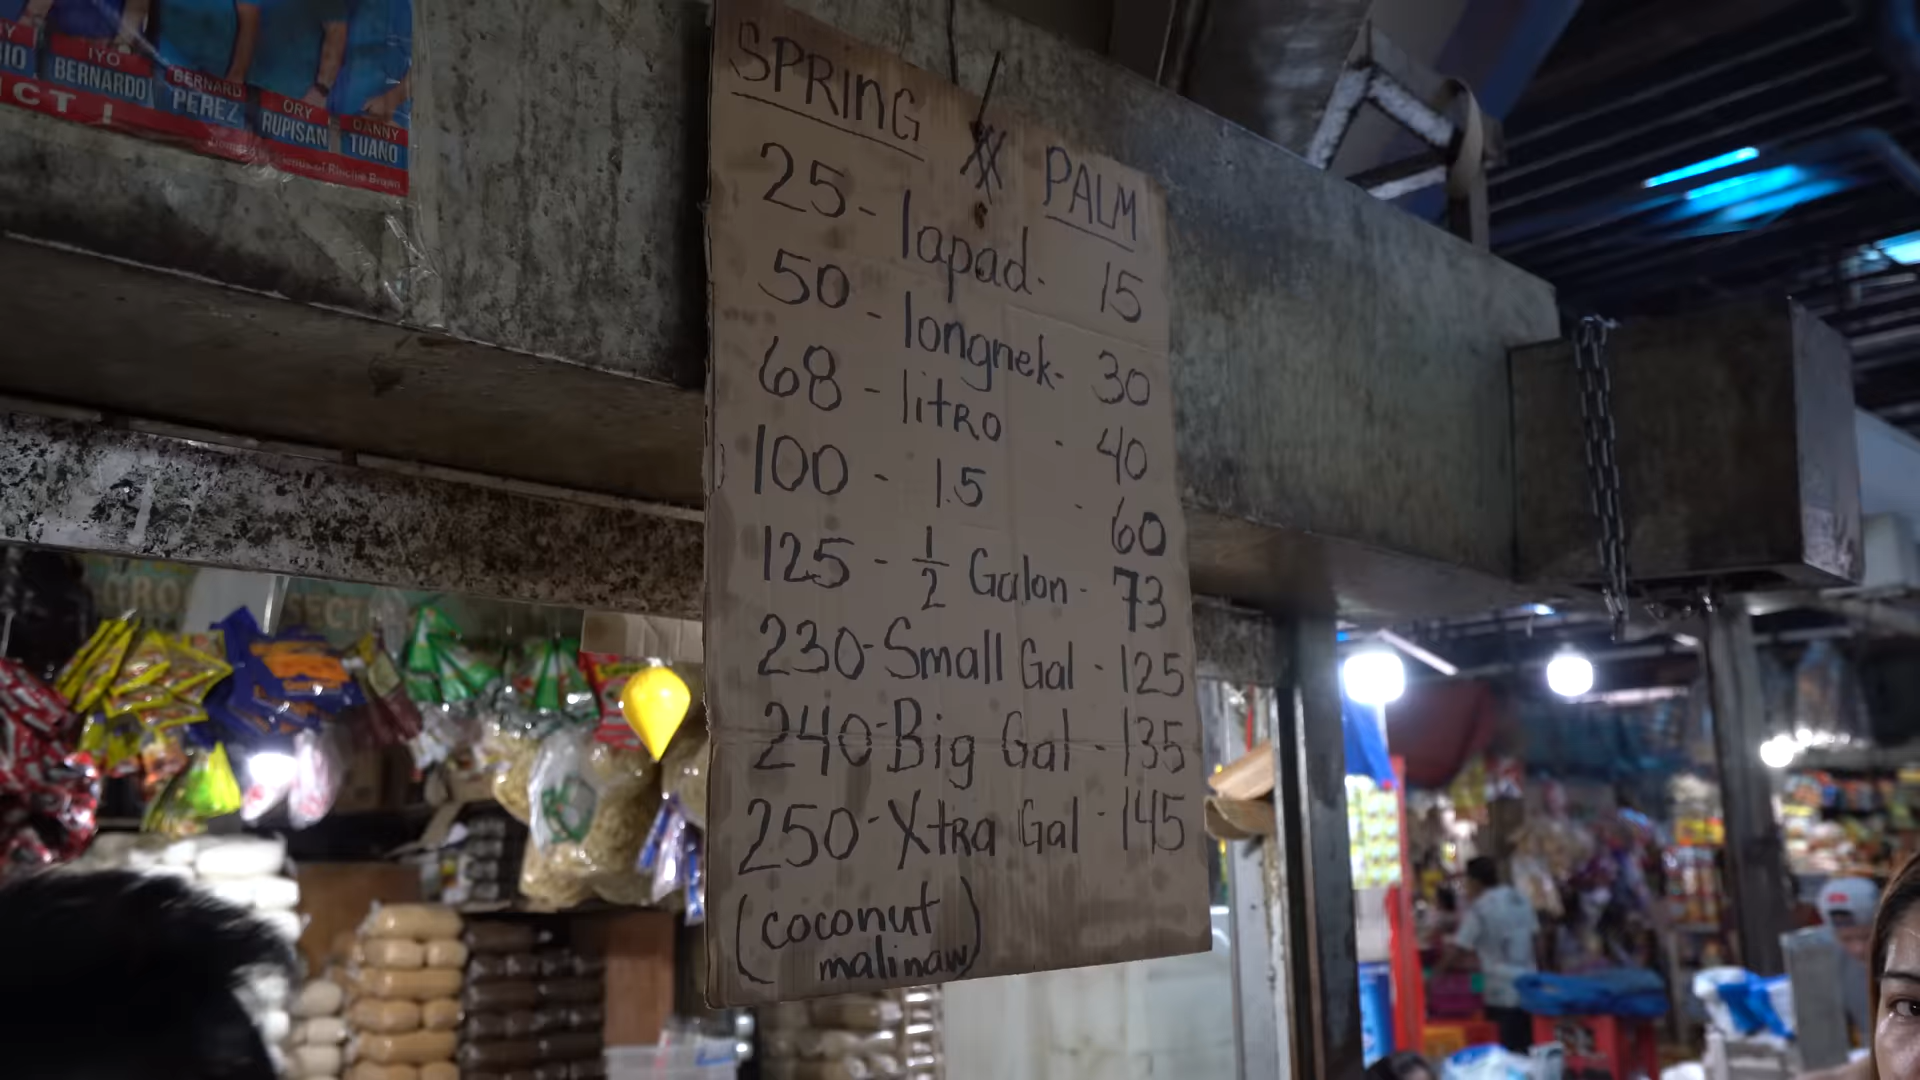 IYO
BERNARDO
BERNARD
PEREZ
ORY
RUPISAN
DANNY
TUAÑO
CT!
SPRING PALM
25- lapad. 15
50 - longnek- 30
68 - litRO . 40
100 - 1.5 . 60
125 - 1/2 Galon - 73
230-Small Gal - 125
240-Big Gal - 135
250-XtRa Gal - 145
(coconut
malinaw)